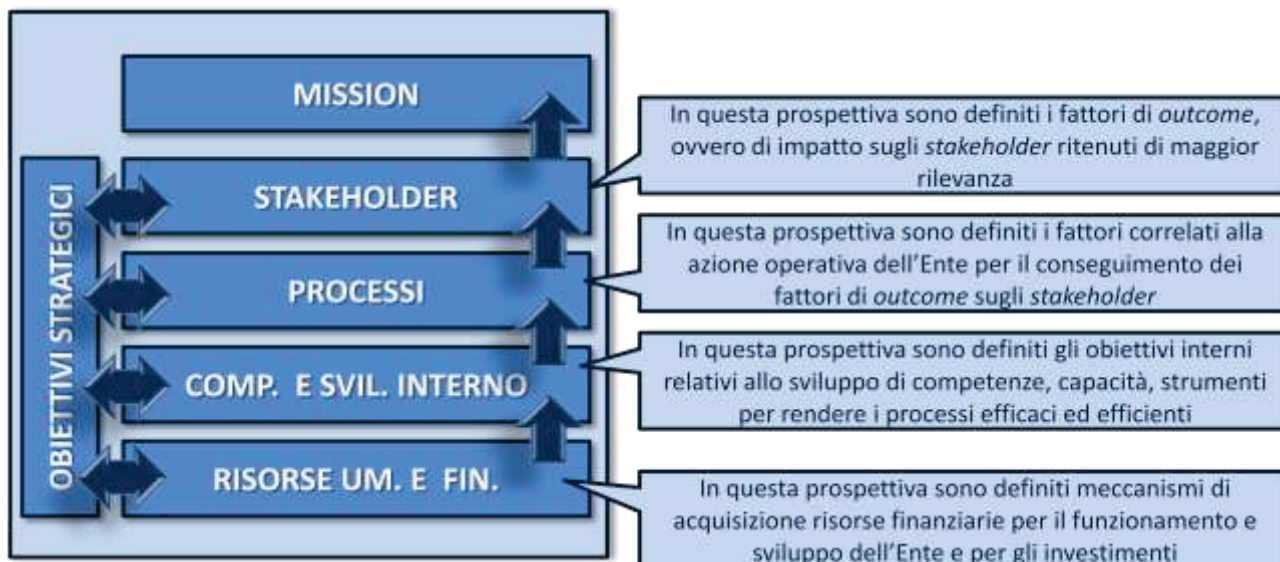 MISSION
In questa prospettiva sono definiti i fattori di outcome,
ovvero di impatto sugli stakeholder ritenuti di maggior
rilevanza
OBIETTIVI STRATEGICI
STAKEHOLDER
In questa prospettiva sono definiti i fattori correlati alla
azione operativa dell’Ente per il conseguimento dei
fattori di outcome sugli stakeholder
PROCESSI
In questa prospettiva sono definiti gli obiettivi interni
relativi allo sviluppo di competenze, capacità, strumenti
per rendere i processi efficaci ed efficienti
COMP. E SVIL. INTERNO
RISORSE UM. E FIN.
In questa prospettiva sono definiti meccanismi di
acquisizione risorse finanziarie per il funzionamento e
sviluppo dell’Ente e per gli investimenti